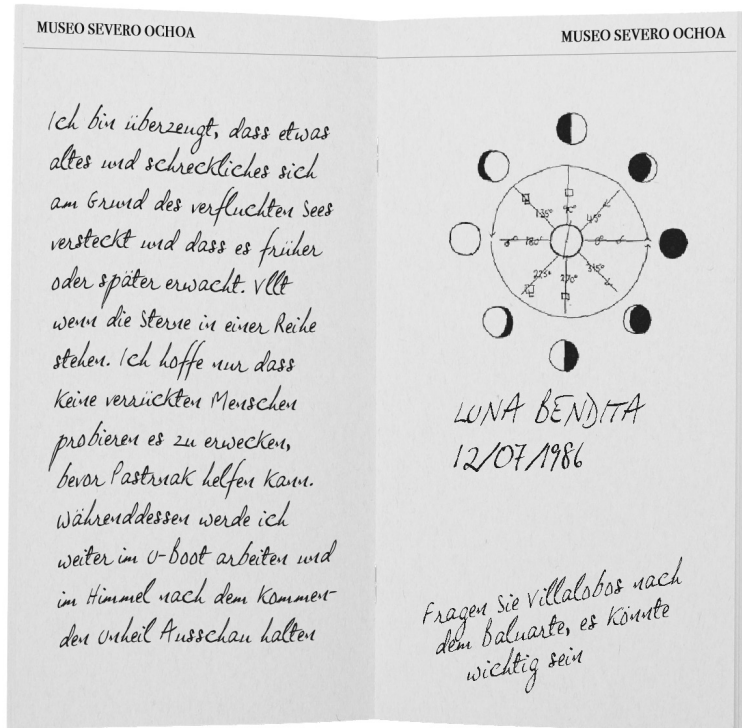 MUSEO SEVERO OCHOA
Ich bin überzeugt, dass etwas
altes und schreckliches sich
am Grund des verfluchten Sees
versteckt und dass es früher
oder später erwacht. Vllt
wenn die Sterne in einer Reihe
stehen. Ich hoffe nur dass
keine verrückten Menschen
probieren es zu erwecken,
bevor Pastrnak helfen kann.
Währenddessen werde ich
weiter im U-Boot arbeiten und
im Himmel nach dem kommen-
den Unheil Ausschau halten
MUSEO SEVERO OCHOA
135°
45°
180°
225°
270°
315°
LUNA BENDITA
12/07/1986
Fragen Sie Villalobos nach
dem Baluarte, es könnte
wichtig sein